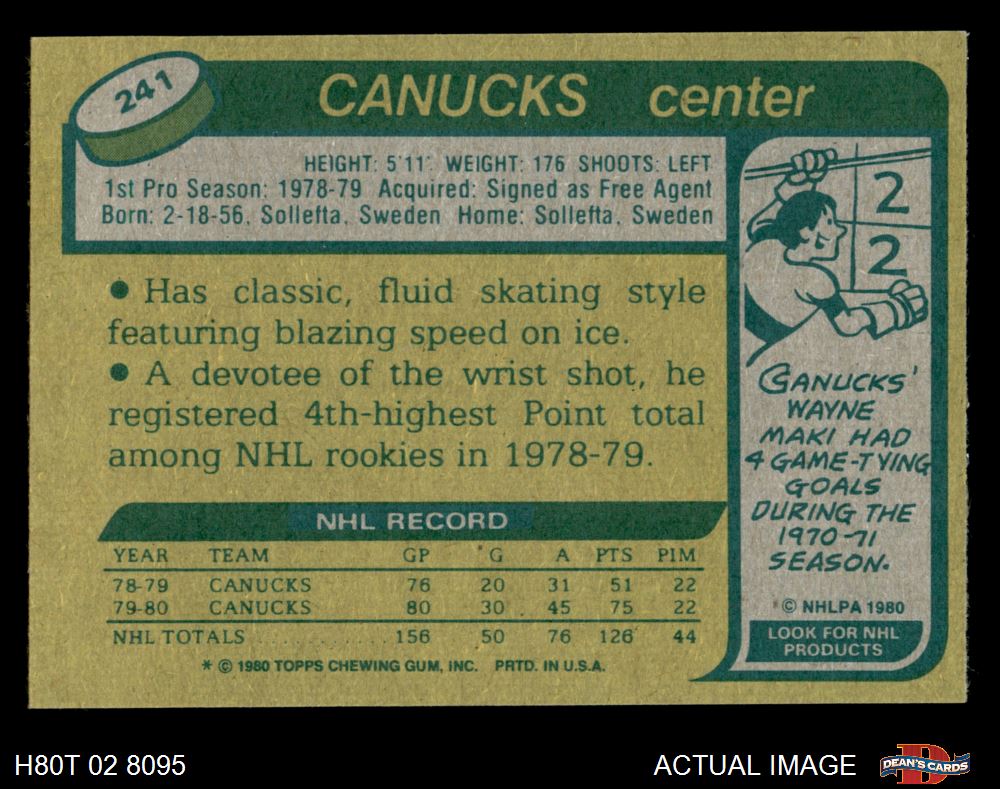 241
CANUCKS center
HEIGHT: 5'11" WEIGHT: 176 SHOOTS: LEFT
1st Pro Season: 1978-79 Acquired: Signed as Free Agent
Born: 2-18-56, Sollefta, Sweden Home: Sollefta, Sweden
• Has classic, fluid skating style
featuring blazing speed on ice.
• A devotee of the wrist shot, he
registered 4th-highest Point total
among NHL rookies in 1978-79.
NHL RECORD
YEAR TEAM GP G A PTS PIM
78-79 CANUCKS 76 20 31 51 22
79-80 CANUCKS 80 30 45 75 22
NHL TOTALS 156 50 76 126 44
* © 1980 TOPPS CHEWING GUM, INC. PRTD. IN U.S.A.
2
2
CANUCKS'
WAYNE
MAKI HAD
4 GAME-TYING
GOALS
DURING THE
1970-71
SEASON.
© NHLPA 1980
LOOK FOR NHL
PRODUCTS
H80T 02 8095
ACTUAL IMAGE
D
DEAN'S CARDS